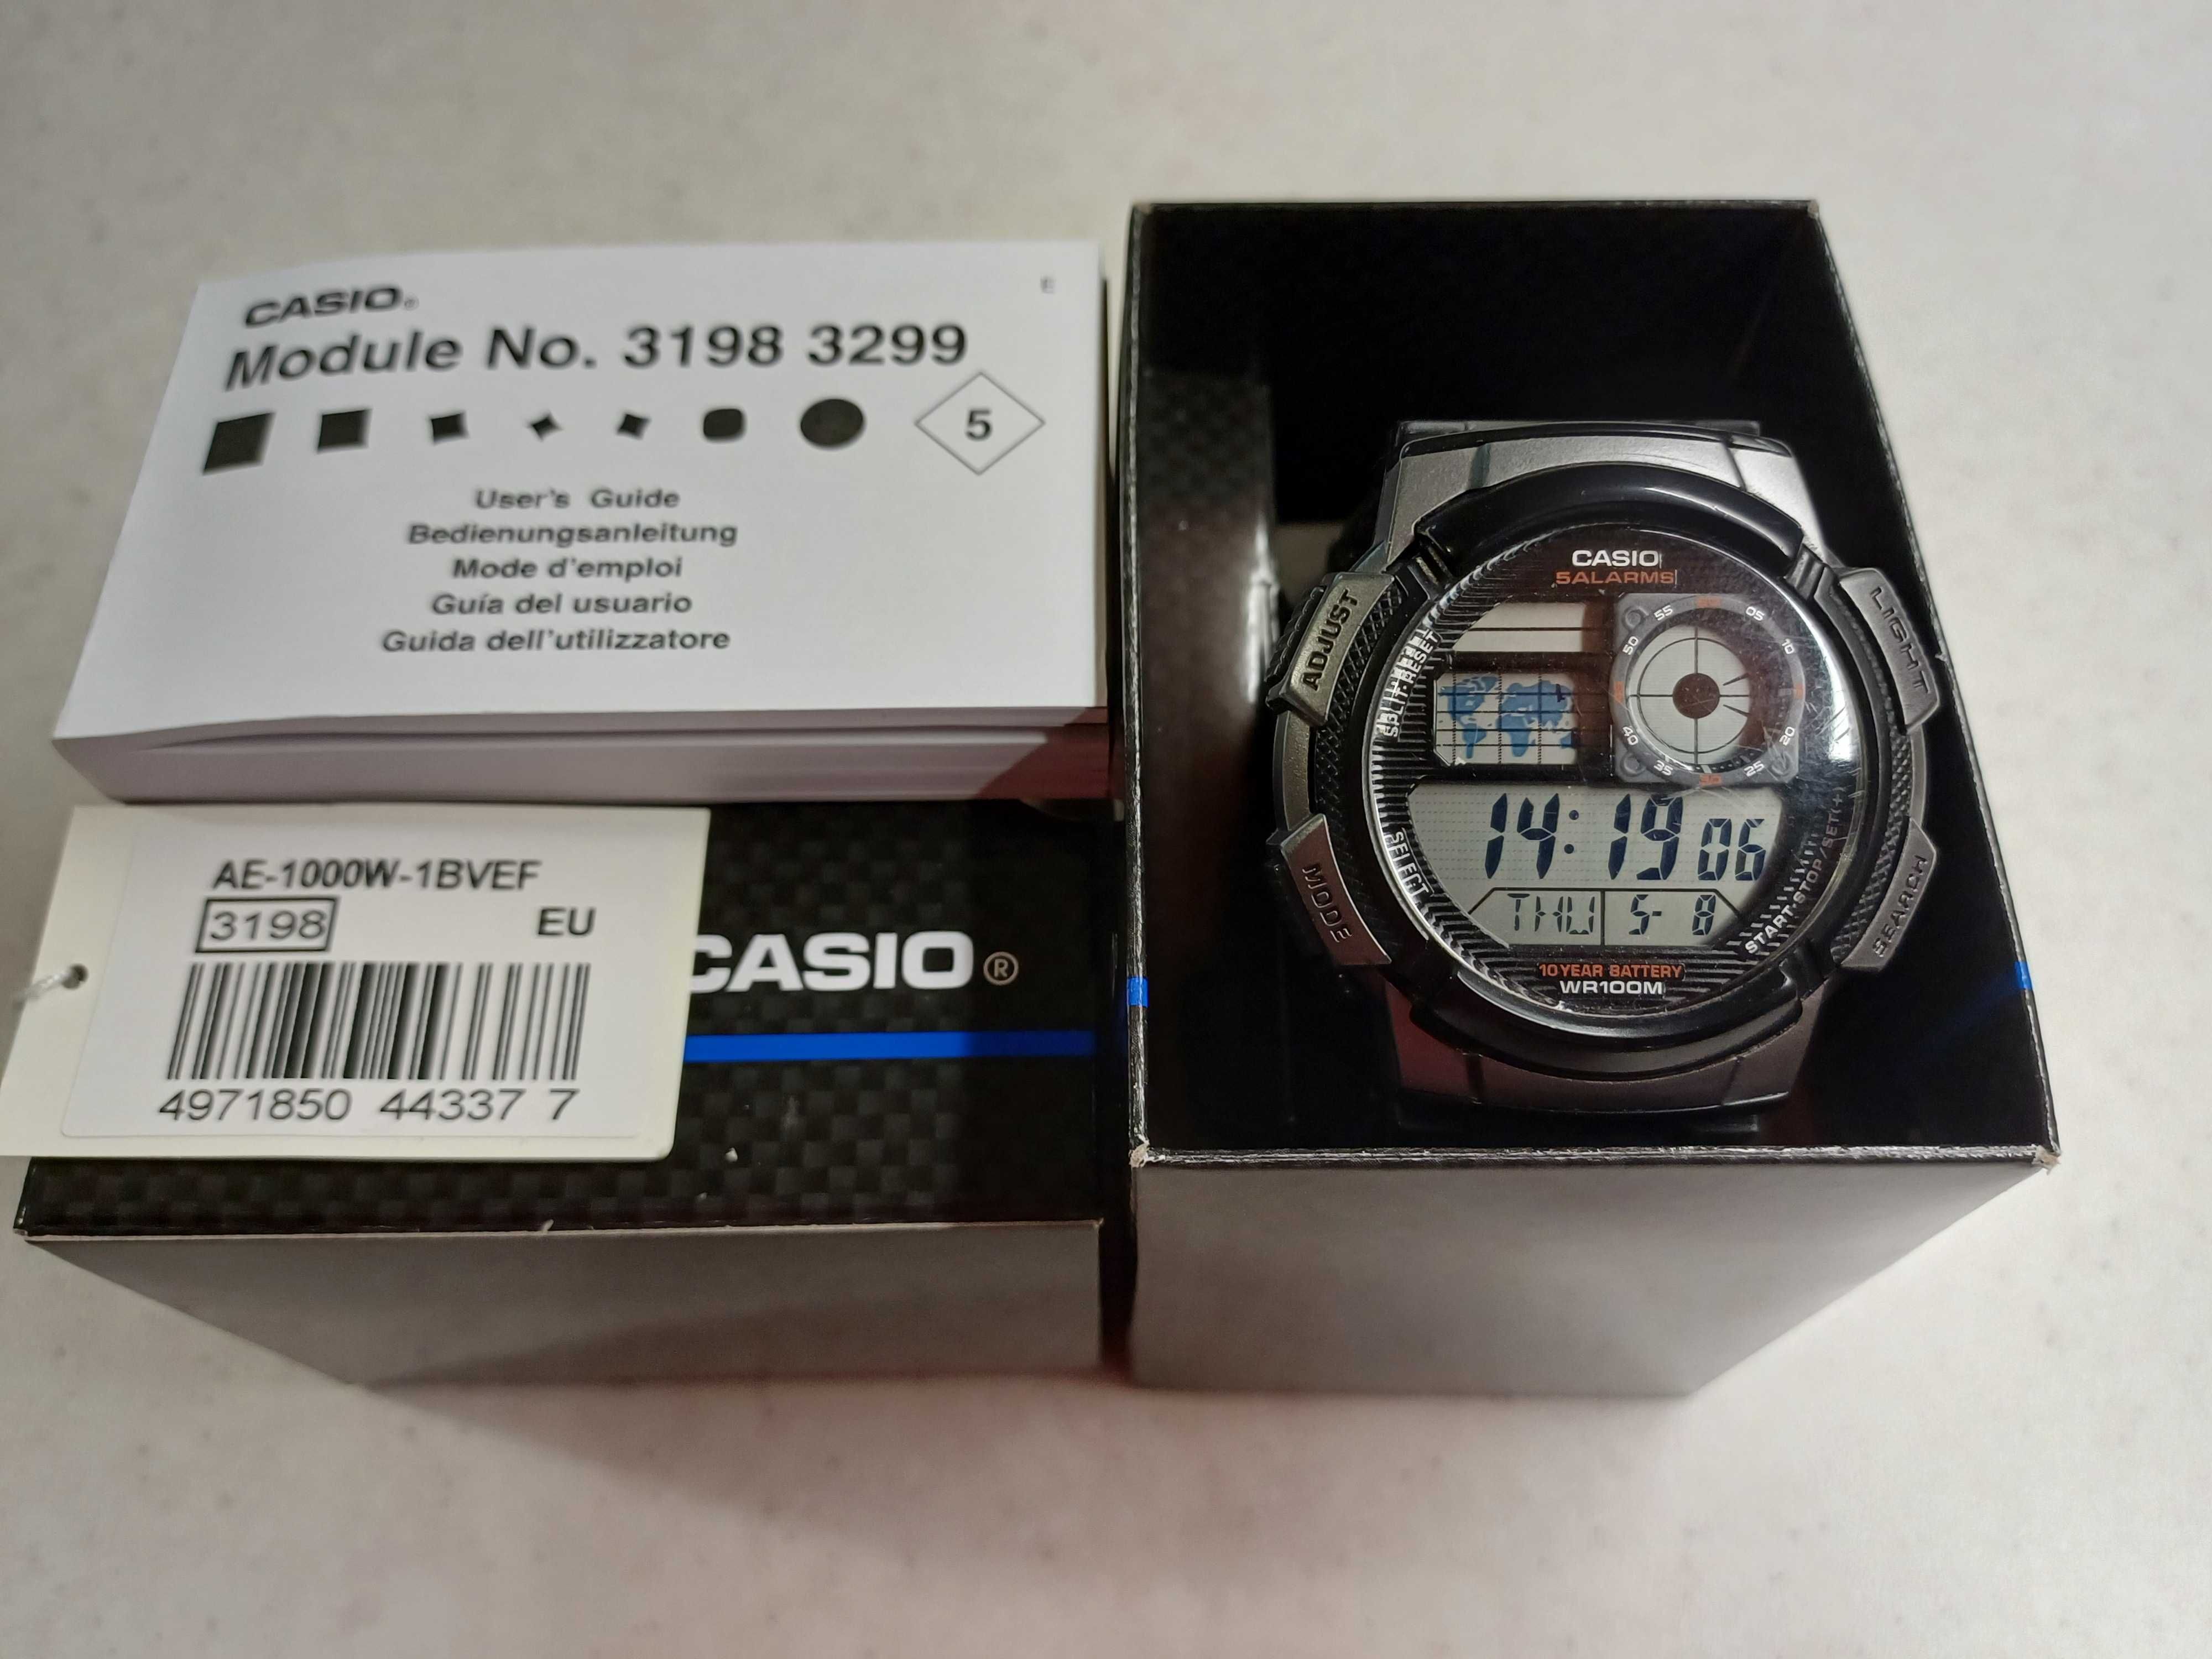 CASIO®
E
Module No. 3198 3299
5
User's Guide
Bedienungsanleitung
Mode d'emploi
Guía del usuario
Guida dell'utilizzatore
AE-1000W-1BVEF
3198 EU
4971850 44337 7
CASIO®
CASIO
5ALARMS
ADJUST
LIGHT
SPLIT·RESET
55
05
50
10
40
20
35
25
14:19 06
THU 5- 8
SELECT
START·STOP/SET(+)
MODE
SEARCH
10 YEAR BATTERY
WR100M